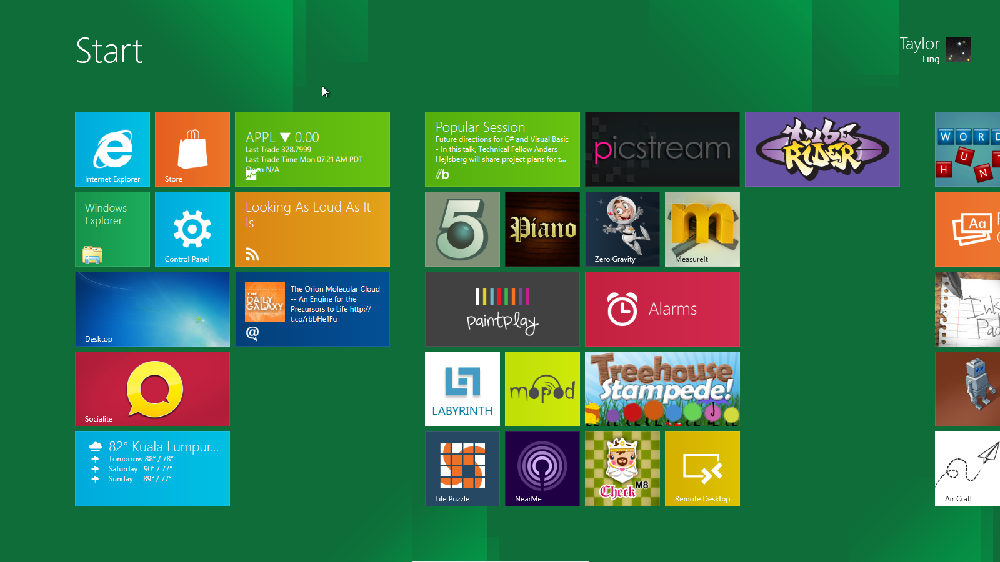 Start
Taylor
Ling
Internet Explorer
Store
APPL ▼ 0.00
Last Trade 328.7999
Last Trade Time Mon 07:21 AM PDT
Open N/A
Windows
Explorer
Control Panel
Looking As Loud As It
Is
Desktop
THE
DAILY
GALAXY
The Orion Molecular Cloud
-- An Engine for the
Precursors to Life http://
t.co/rbbHe1Fu
@
Socialite
82° Kuala Lumpur...
Tomorrow 88° / 78°
Saturday 90° / 77°
Sunday 89° / 77°
Popular Session
Future directions for C# and Visual Basic
- In this talk, Technical Fellow Anders
Hejlsberg will share project plans for t...
//b
picstream
tube
RIDER
5
Piano
Zero Gravity
m
MeasureIt
paintplay
Alarms
LABYRINTH
mopod
Treehouse
Stampede!
Tile Puzzle
NearMe
Check
M8
Remote Desktop
WORD
HUN
Aa
Ink
Pad
Air Craft